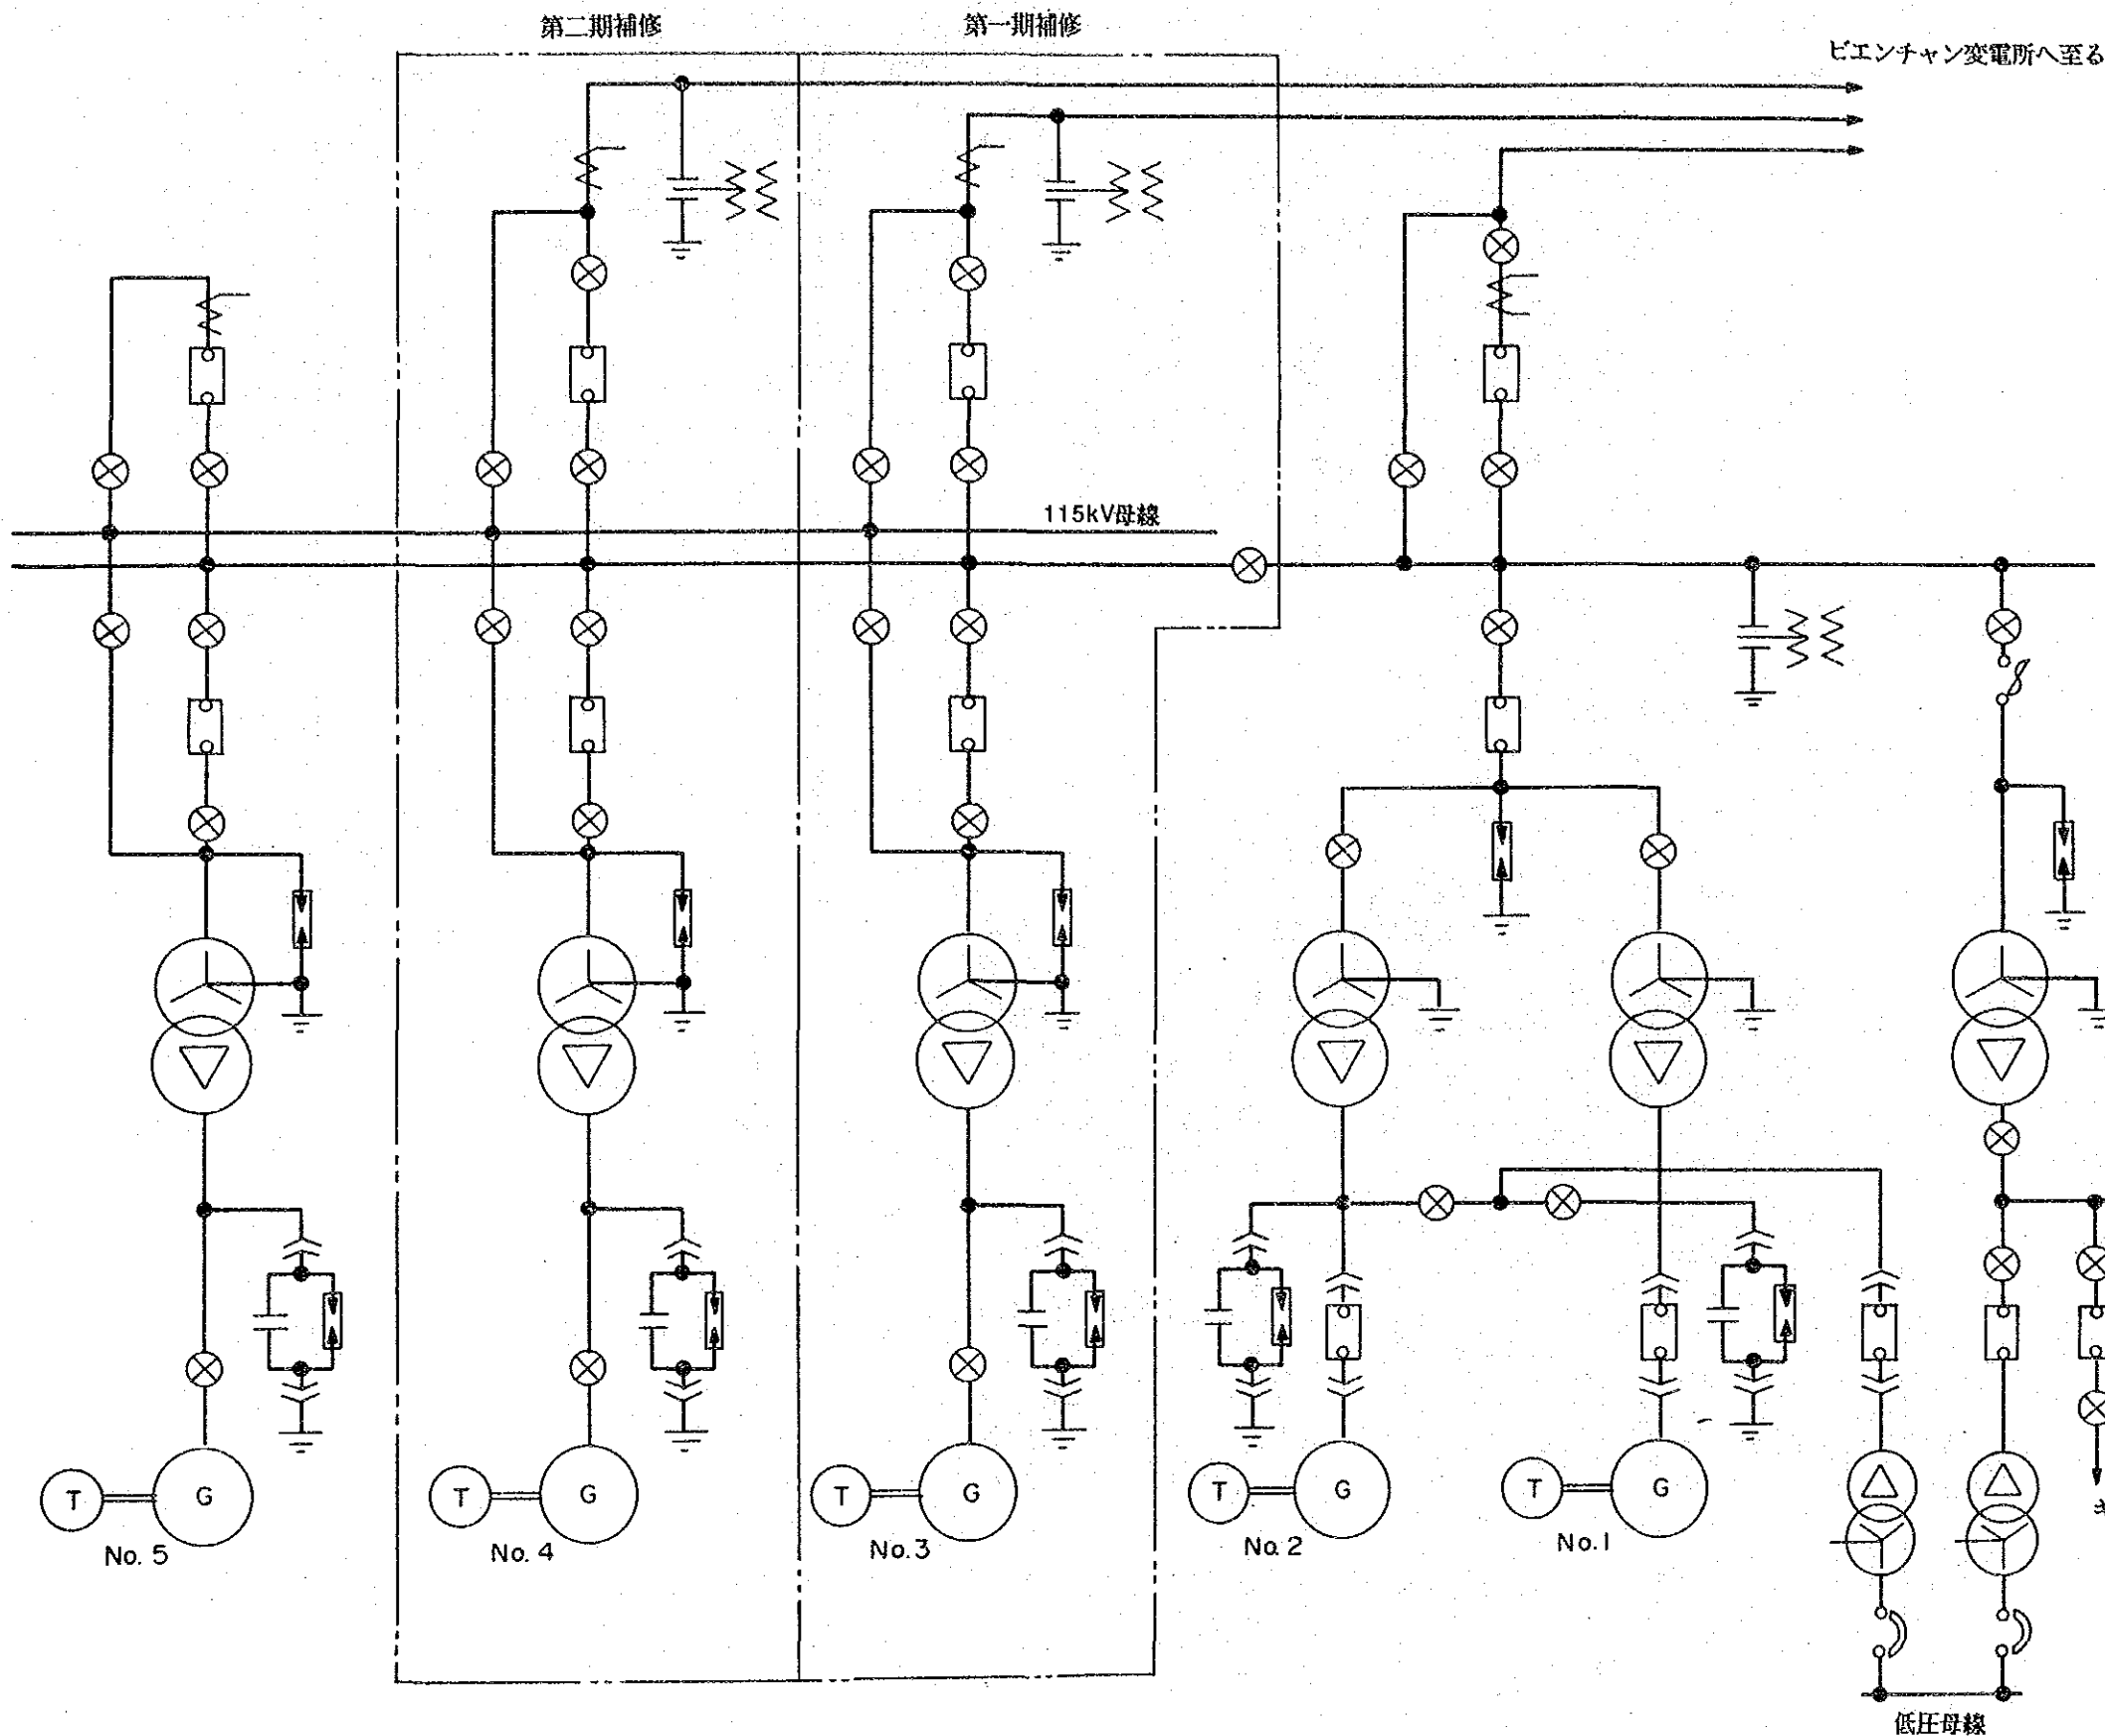 第二期補修
第一期補修
ビエンチャン変電所へ至る
115kV母線
T
G
No. 5
T
G
No. 4
T
G
No. 3
T
G
No. 2
T
G
No. 1
低圧母線